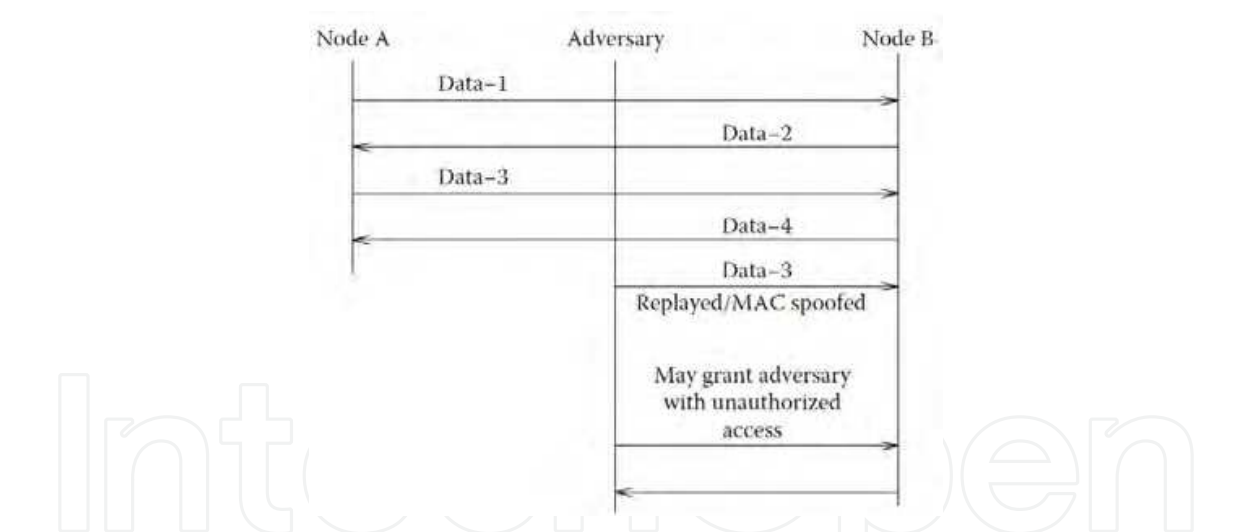 Node A
Adversary
Node B
Data-1
Data-2
Data-3
Data-4
Data-3
Replayed/MAC spoofed
May grant adversary
with unauthorized
access
IntechOpen